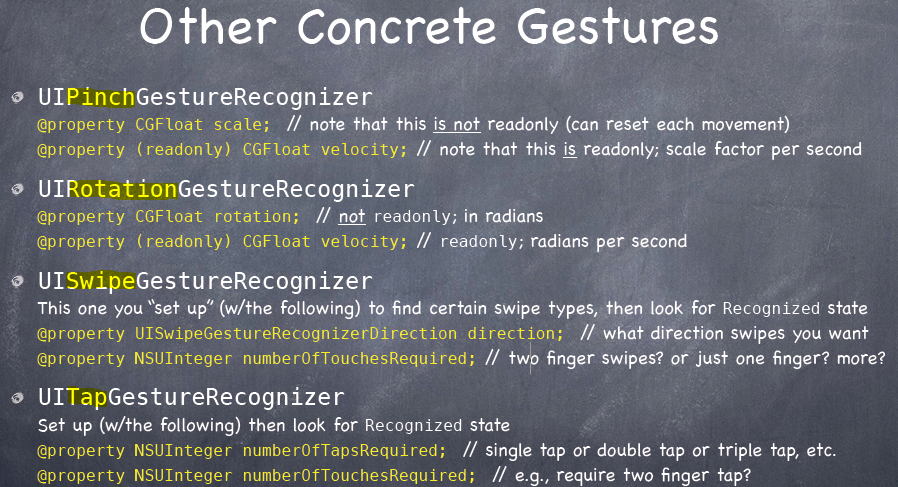 Other Concrete Gestures
UIPinchGestureRecognizer
@property CGFloat scale; // note that this is not readonly (can reset each movement)
@property (readonly) CGFloat velocity; // note that this is readonly; scale factor per second
UIRotationGestureRecognizer
@property CGFloat rotation; // not readonly; in radians
@property (readonly) CGFloat velocity; // readonly; radians per second
UISwipeGestureRecognizer
This one you “set up” (w/the following) to find certain swipe types, then look for Recognized state
@property UISwipeGestureRecognizerDirection direction; // what direction swipes you want
@property NSUInteger numberOfTouchesRequired; // two finger swipes? or just one finger? more?
UITapGestureRecognizer
Set up (w/the following) then look for Recognized state
@property NSUInteger numberOfTapsRequired; // single tap or double tap or triple tap, etc.
@property NSUInteger numberOfTouchesRequired; // e.g., require two finger tap?